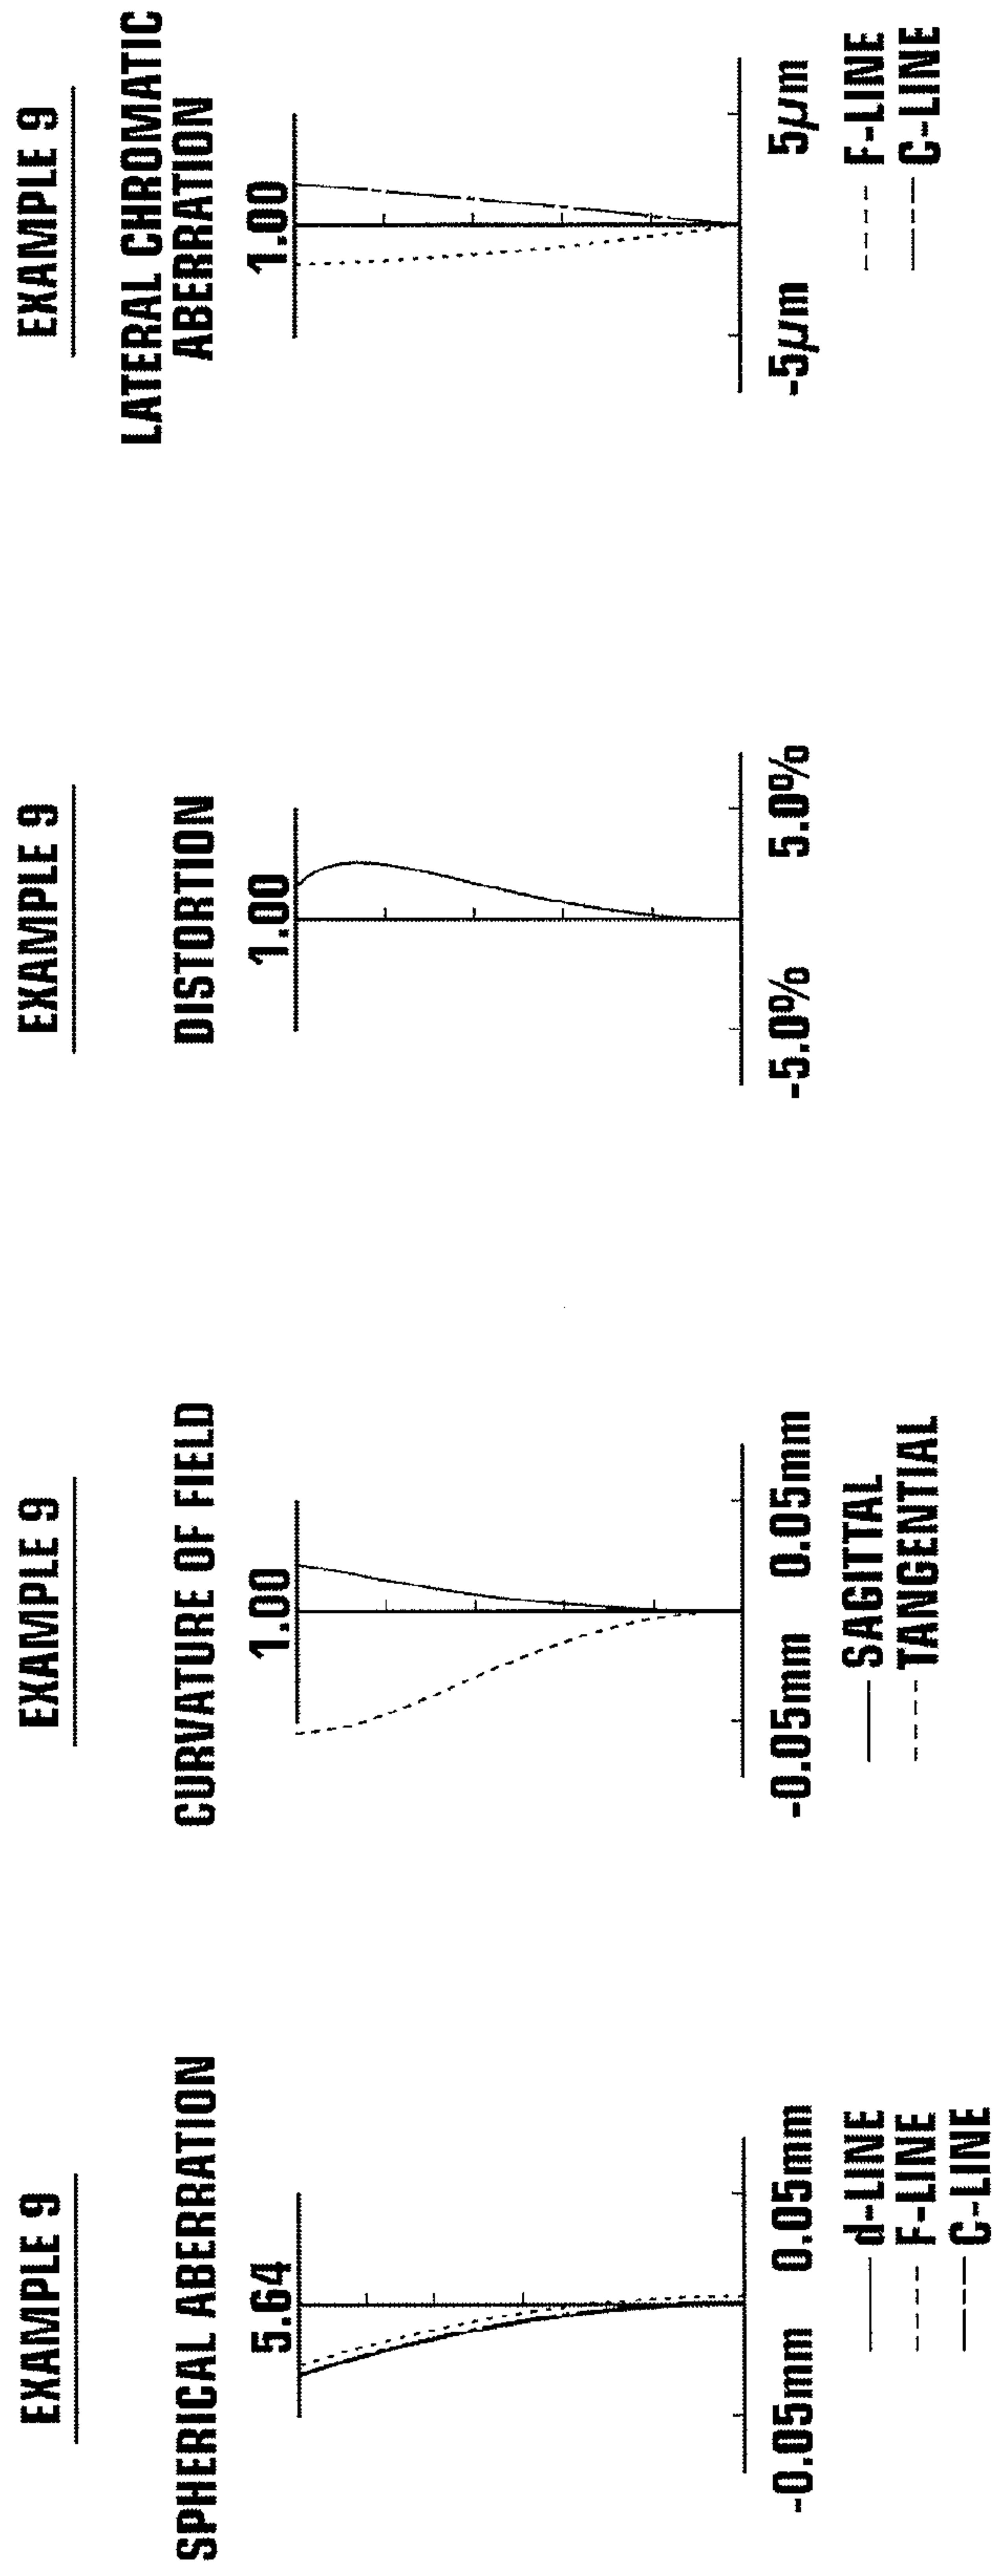 EXAMPLE 9
SPHERICAL ABERRATION
5.64
-0.05mm 0.05mm
d-LINE
F-LINE
C-LINE
EXAMPLE 9
CURVATURE OF FIELD
1.00
-0.05mm 0.05mm
SAGITTAL
TANGENTIAL
EXAMPLE 9
DISTORTION
1.00
-5.0% 5.0%
EXAMPLE 9
LATERAL CHROMATIC
ABERRATION
1.00
-5μm 5μm
F-LINE
C-LINE